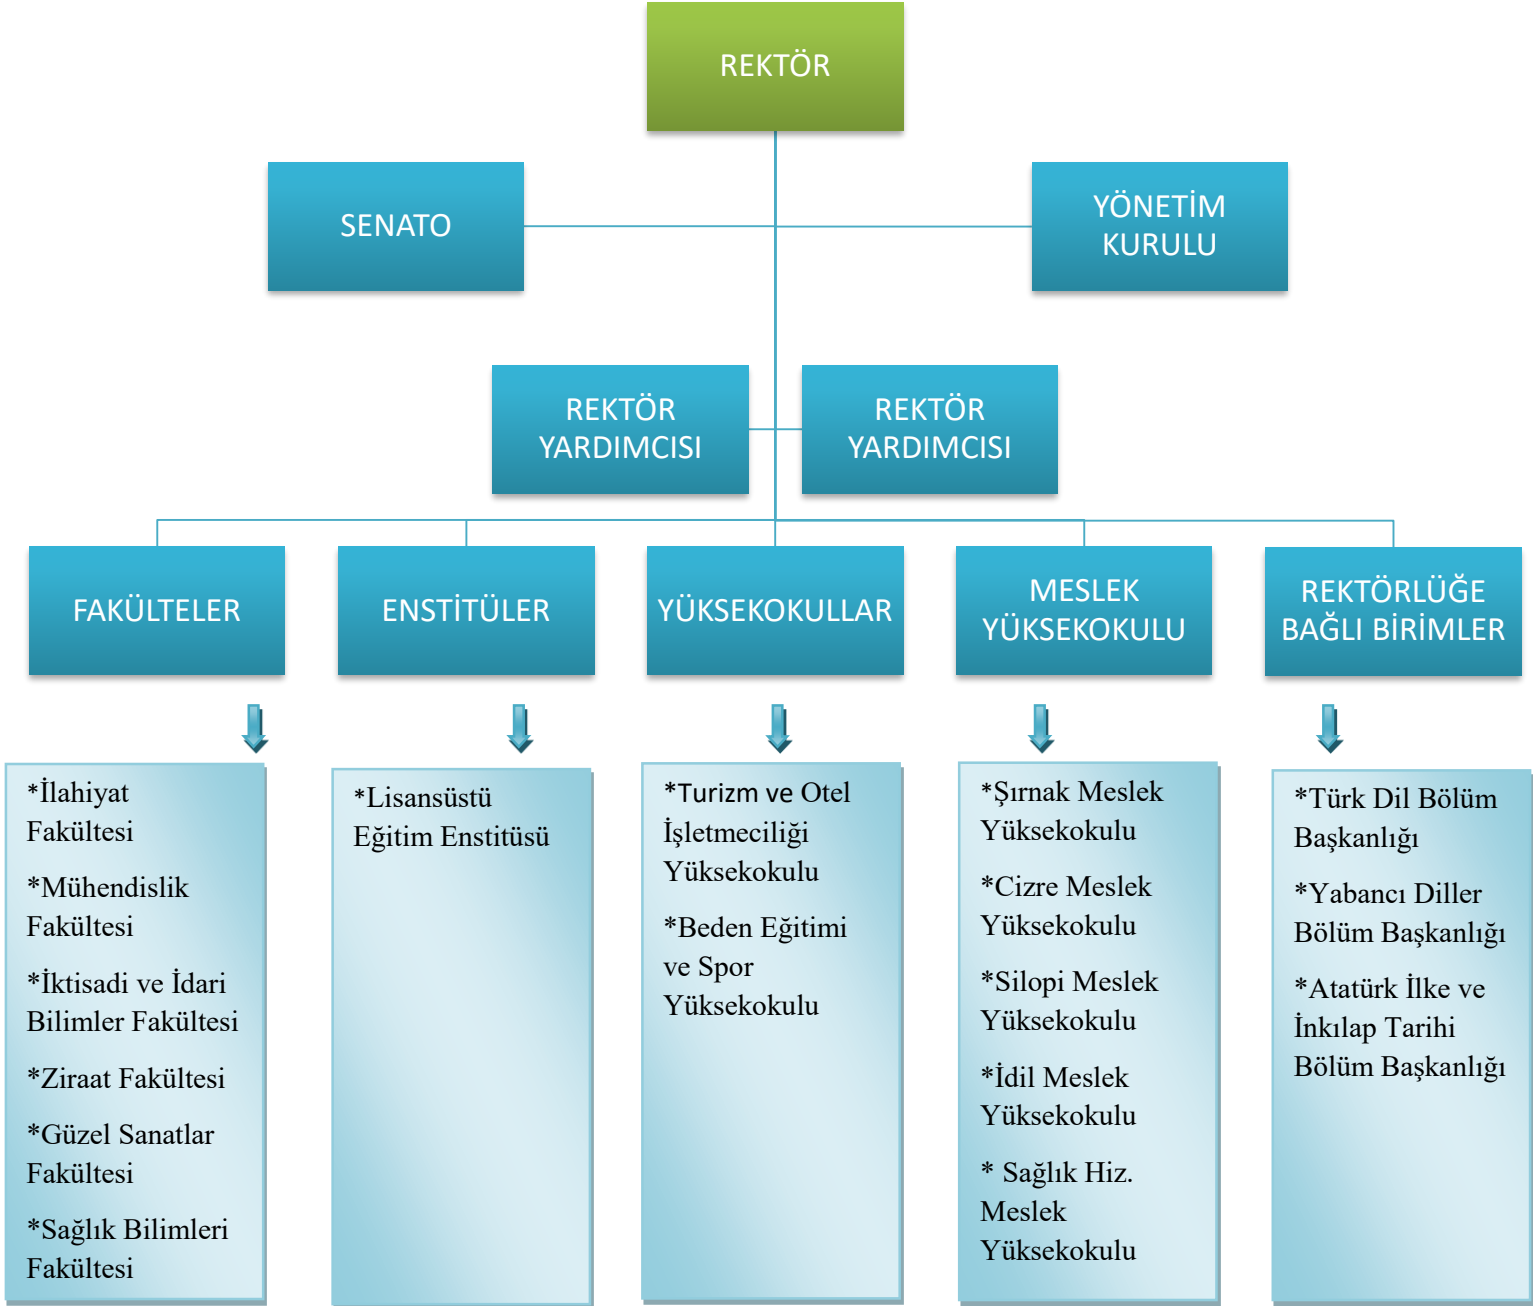 REKTÖR
SENATO
YÖNETİM
KURULU
REKTÖR
YARDIMCISI
REKTÖR
YARDIMCISI
FAKÜLTELER
ENSTİTÜLER
YÜKSEKOKULLAR
MESLEK
YÜKSEKOKULU
REKTÖRLÜĞE
BAĞLI BİRİMLER
*İlahiyat
Fakültesi
*Mühendislik
Fakültesi
*İktisadi ve İdari
Bilimler Fakültesi
*Ziraat Fakültesi
*Güzel Sanatlar
Fakültesi
*Sağlık Bilimleri
Fakültesi
*Lisansüstü
Eğitim Enstitüsü
*Turizm ve Otel
İşletmeciliği
Yüksekokulu
*Beden Eğitimi
ve Spor
Yüksekokulu
*Şırnak Meslek
Yüksekokulu
*Cizre Meslek
Yüksekokulu
*Silopi Meslek
Yüksekokulu
*İdil Meslek
Yüksekokulu
* Sağlık Hiz.
Meslek
Yüksekokulu
*Türk Dil Bölüm
Başkanlığı
*Yabancı Diller
Bölüm Başkanlığı
*Atatürk İlke ve
İnkılap Tarihi
Bölüm Başkanlığı